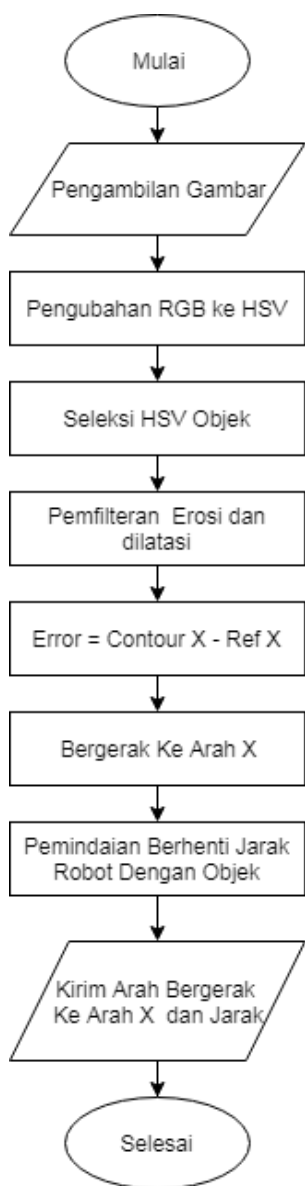 Mulai
Pengambilan Gambar
Pengubahan RGB ke HSV
Seleksi HSV Objek
Pemfilteran Erosi dan
dilatasi
Error = Contour X - Ref X
Bergerak Ke Arah X
Pemindaian Berhenti Jarak
Robot Dengan Objek
Kirim Arah Bergerak
Ke Arah X dan Jarak
Selesai